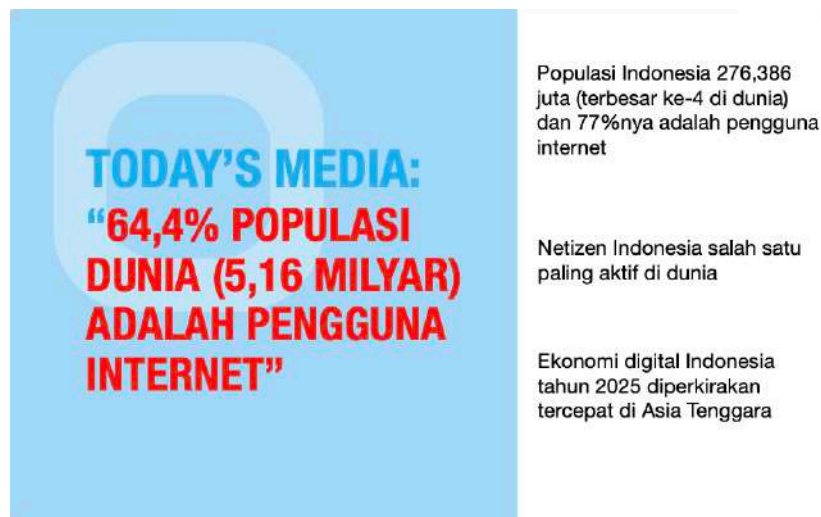 TODAY'S MEDIA:
"64,4% POPULASI
DUNIA (5,16 MILYAR)
ADALAH PENGGUNA
INTERNET"
Populasi Indonesia 276,386
juta (terbesar ke-4 di dunia)
dan 77%nya adalah pengguna
internet
Netizen Indonesia salah satu
paling aktif di dunia
Ekonomi digital Indonesia
tahun 2025 diperkirakan
tercepat di Asia Tenggara